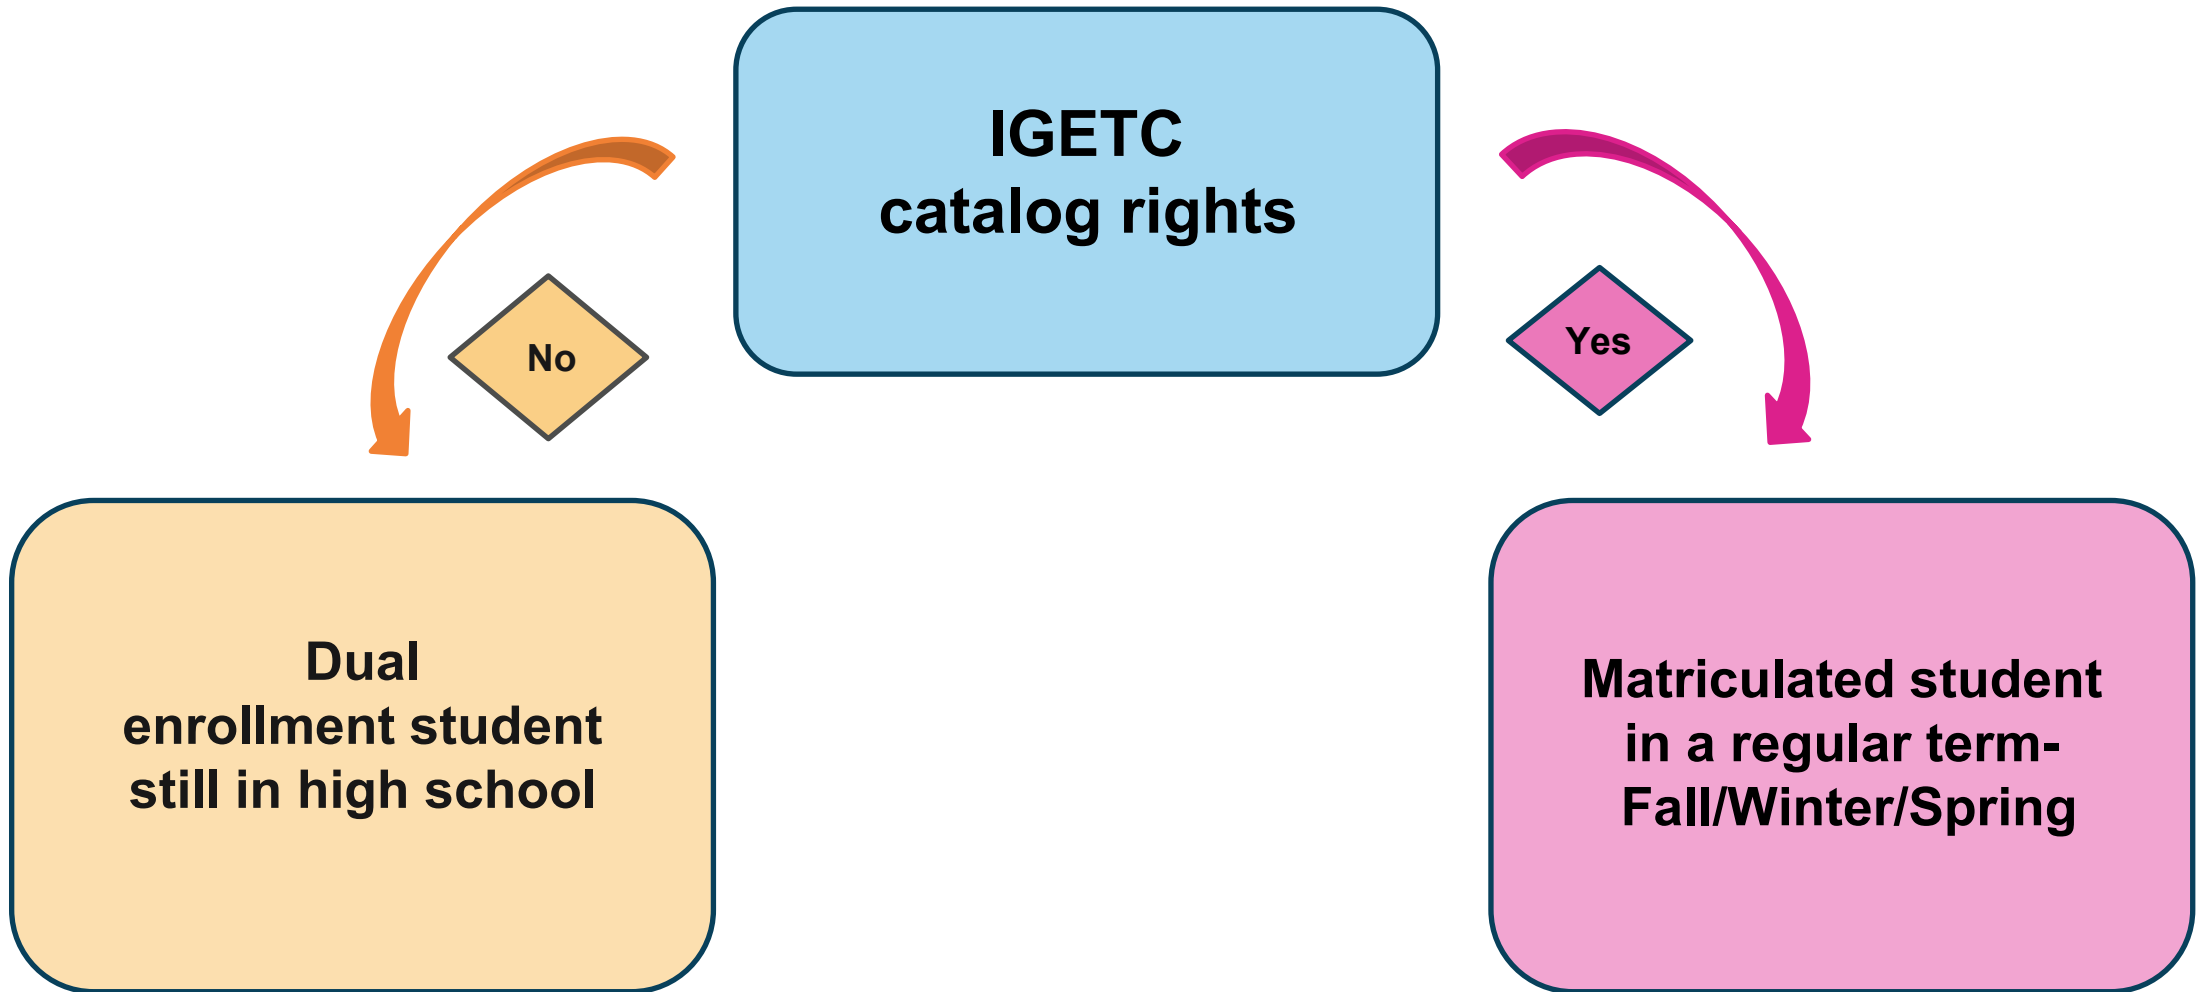 IGETC
catalog rights
No
Yes
Dual
enrollment student
still in high school
Matriculated student
in a regular term-
Fall/Winter/Spring